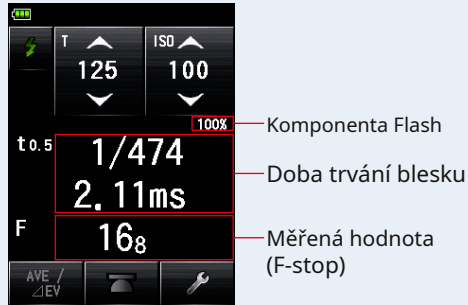 T
125
ISO
100
100%
Komponenta Flash
t0.5
1/474
2.11ms
Doba trvání blesku
F
168
Měřená hodnota
(F-stop)
AVE /
⊿EV